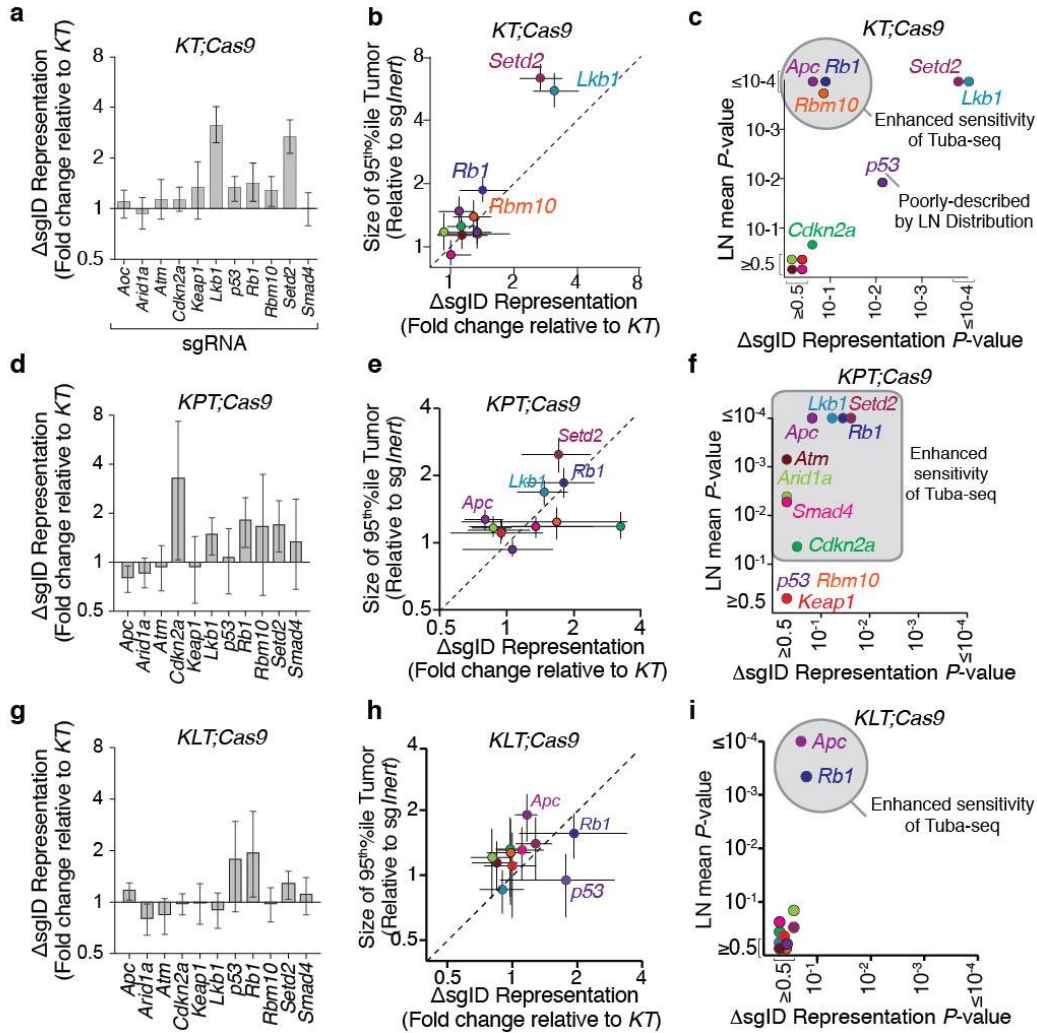 a
KT;Cas9
ΔsgID Representation
(Fold change relative to KT)
8
4
2
1
0.5
Apc
Arid1a
Atm
Cdkn2a
Keap1
Lkb1
p53
Rb1
Rbm10
Setd2
Smad4
sgRNA
b
KT;Cas9
Size of 95thο%ile Tumor
(Relative to sgInert)
8
4
2
1
Setd2
Lkb1
Rb1
Rbm10
1
2
4
8
ΔsgID Representation
(Fold change relative to KT)
c
KT;Cas9
LN mean P-value
≤10-4
10-3
10-2
10-1
≥0.5
Apc Rb1
Rbm10
Setd2
Lkb1
Enhanced sensitivity
of Tuba-seq
p53
Poorly-described
by LN Distribution
Cdkn2a
≥0.5
10-1
10-2
10-3
≤10-4
ΔsgID Representation P-value
d
KPT;Cas9
ΔsgID Representation
(Fold change relative to KT)
8
4
2
1
0.5
Apc
Arid1a
Atm
Cdkn2a
Keap1
Lkb1
p53
Rb1
Rbm10
Setd2
Smad4
e
KPT;Cas9
Size of 95thο%ile Tumor
(Relative to sgInert)
4
2
1
0.5
Setd2
Lkb1
Rb1
Apc
0.5
1
2
4
ΔsgID Representation
(Fold change relative to KT)
f
KPT;Cas9
LN mean P-value
≤10-4
10-3
10-2
10-1
≥0.5
Lkb1 Setd2
Apc
Rb1
Atm
Arid1a
Smad4
Cdkn2a
Enhanced
sensitivity
of Tuba-seq
p53 Rbm10
Keap1
≥0.5
10-1
10-2
10-3
≤10-4
ΔsgID Representation P-value
g
KLT;Cas9
ΔsgID Representation
(Fold change relative to KT)
8
4
2
1
0.5
Apc
Arid1a
Atm
Cdkn2a
Keap1
Lkb1
p53
Rb1
Rbm10
Setd2
Smad4
h
KLT;Cas9
Size of 95thο%ile Tumor
(Relative to sgInert)
4
2
1
0.5
Apc
Rb1
p53
0.5
1
2
4
ΔsgID Representation
(Fold change relative to KT)
i
KLT;Cas9
LN mean P-value
≤10-4
10-3
10-2
10-1
≥0.5
Apc
Rb1
Enhanced sensitivity
of Tuba-seq
≥0.5
10-1
10-2
10-3
≤10-4
ΔsgID Representation P-value